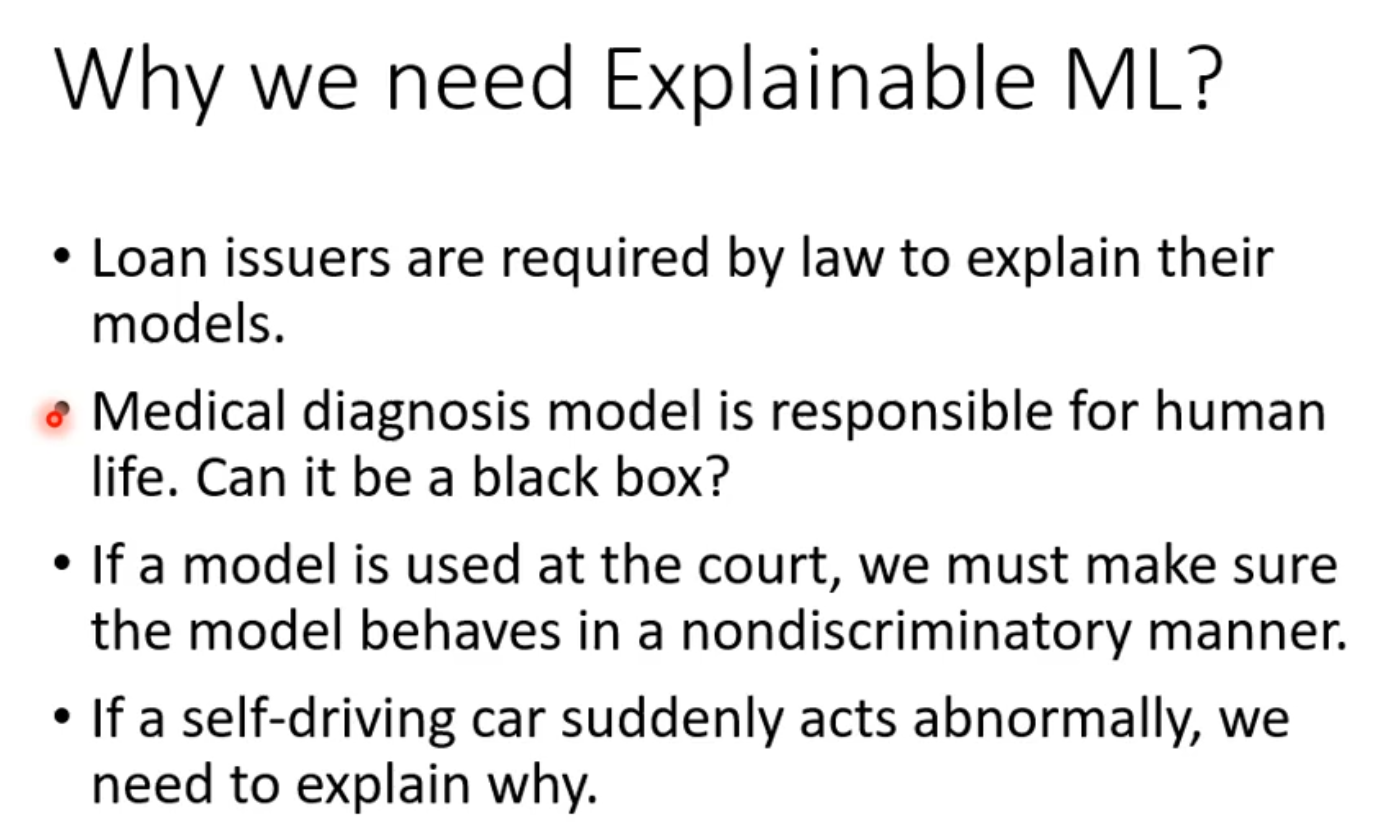 Why we need Explainable ML?
• Loan issuers are required by law to explain their
models.
• Medical diagnosis model is responsible for human
life. Can it be a black box?
• If a model is used at the court, we must make sure
the model behaves in a nondiscriminatory manner.
• If a self-driving car suddenly acts abnormally, we
need to explain why.